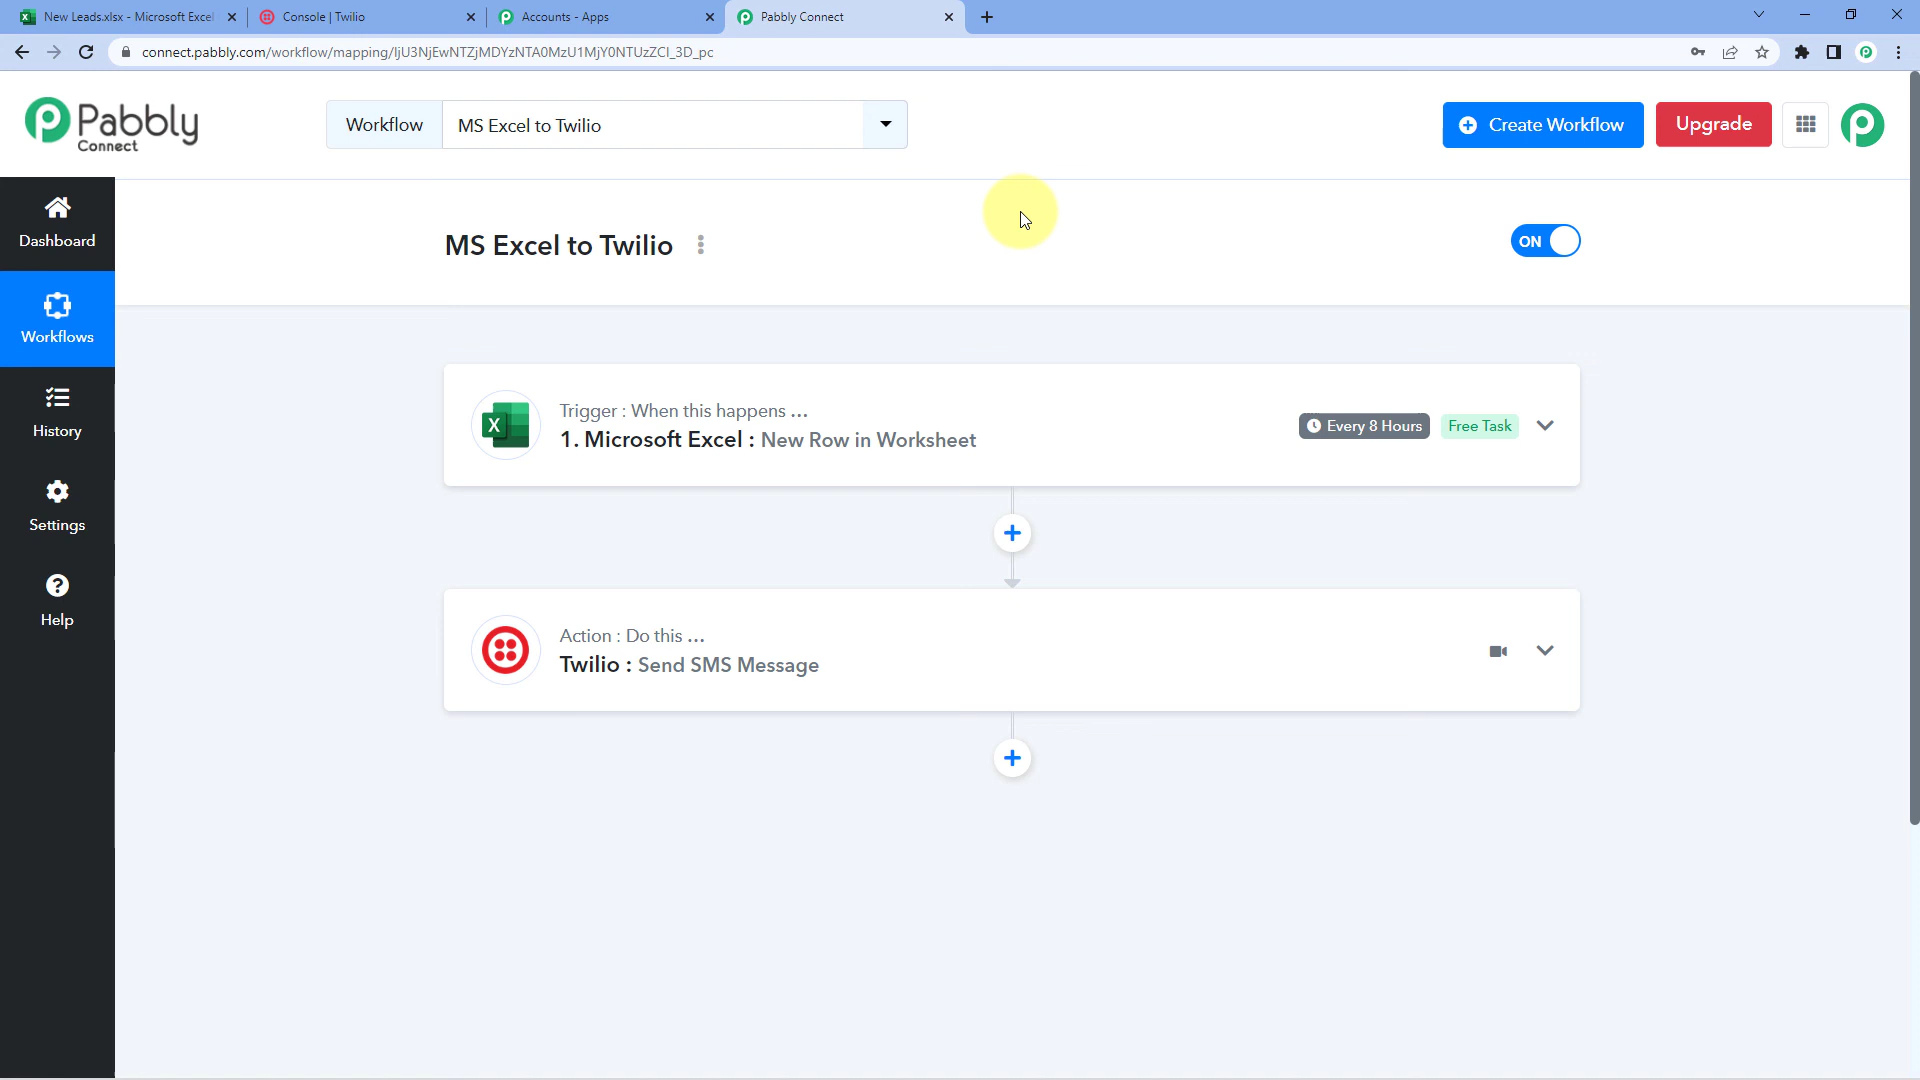 New Leads.xlsx - Microsoft Excel
Console | Twilio
Accounts - Apps
Pabbly Connect
connect.pabbly.com/workflow/mapping/IjU3NjEwNTZjMDYzNTA0MzU1MjY0NTUzZCI_3D_pc
Pabbly
Connect
Workflow
MS Excel to Twilio
Create Workflow
Upgrade
Dashboard
Workflows
History
Settings
Help
MS Excel to Twilio
ON
Trigger : When this happens ...
1. Microsoft Excel : New Row in Worksheet
Every 8 Hours
Free Task
Action : Do this ...
Twilio : Send SMS Message